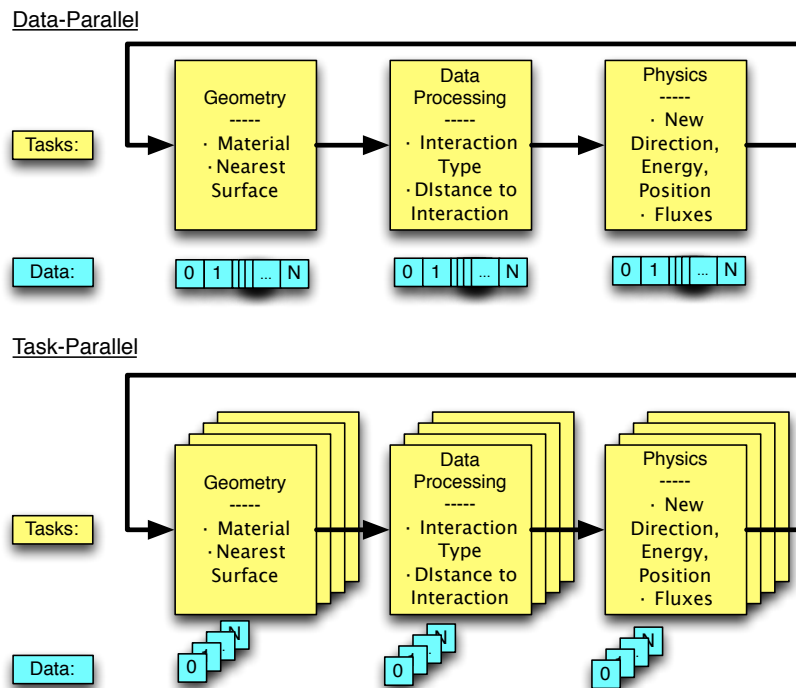 Data-Parallel
Tasks:
Geometry
-----
· Material
· Nearest
Surface
Data
Processing
-----
· Interaction
Type
· DIstance to
Interaction
Physics
-----
· New
Direction,
Energy,
Position
· Fluxes
Data:
0 1 ... N
0 1 ... N
0 1 ... N
Task-Parallel
Tasks:
Geometry
-----
· Material
· Nearest
Surface
Data
Processing
-----
· Interaction
Type
· DIstance to
Interaction
Physics
-----
· New
Direction,
Energy,
Position
· Fluxes
Data:
0 1 N
0 N
0